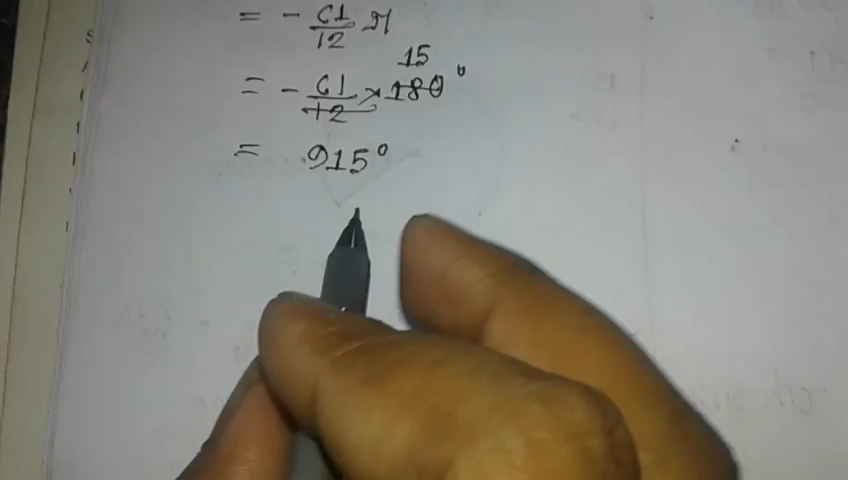 = - 61/12 π
15
= - 61/12 × 180°
= 915°